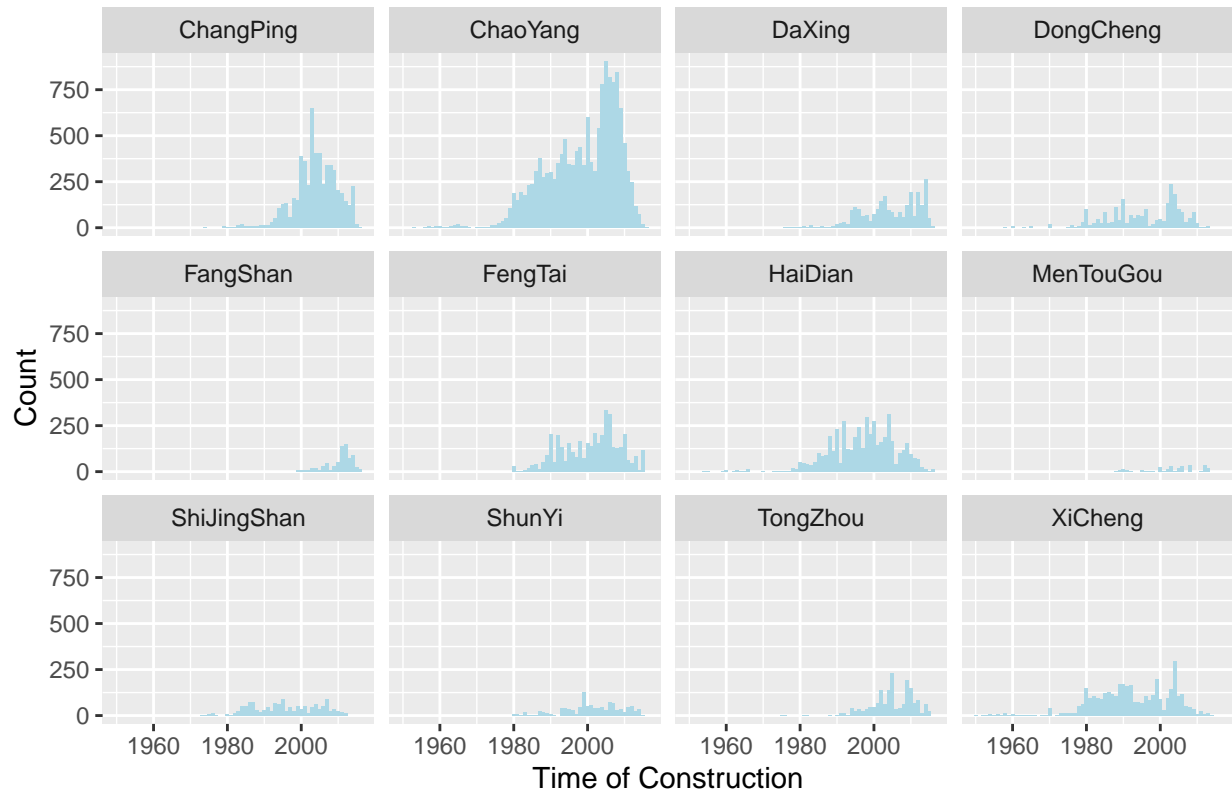 ChangPing ChaoYang DaXing DongCheng
750
500
250
0
FangShan FengTai HaiDian MenTouGou
750
500
250
0
Count
ShiJingShan ShunYi TongZhou XiCheng
750
500
250
0
1960 1980 2000 1960 1980 2000 1960 1980 2000 1960 1980 2000
Time of Construction